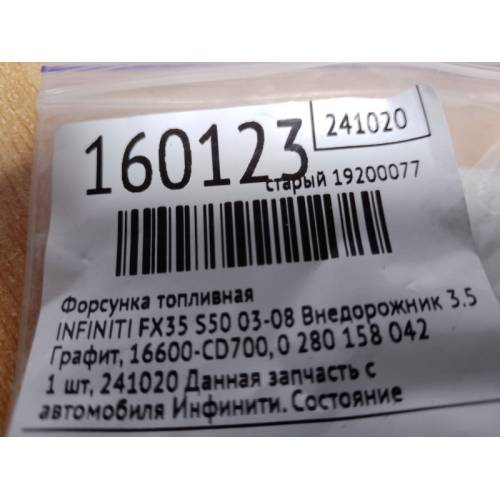 160123
241020
старый 19200077
Форсунка топливная
INFINITI FX35 S50 03-08 Внедорожник 3.5
Графит, 16600-CD700, 0 280 158 042
1 шт, 241020 Данная запчасть с
автомобиля Инфинити. Состояние